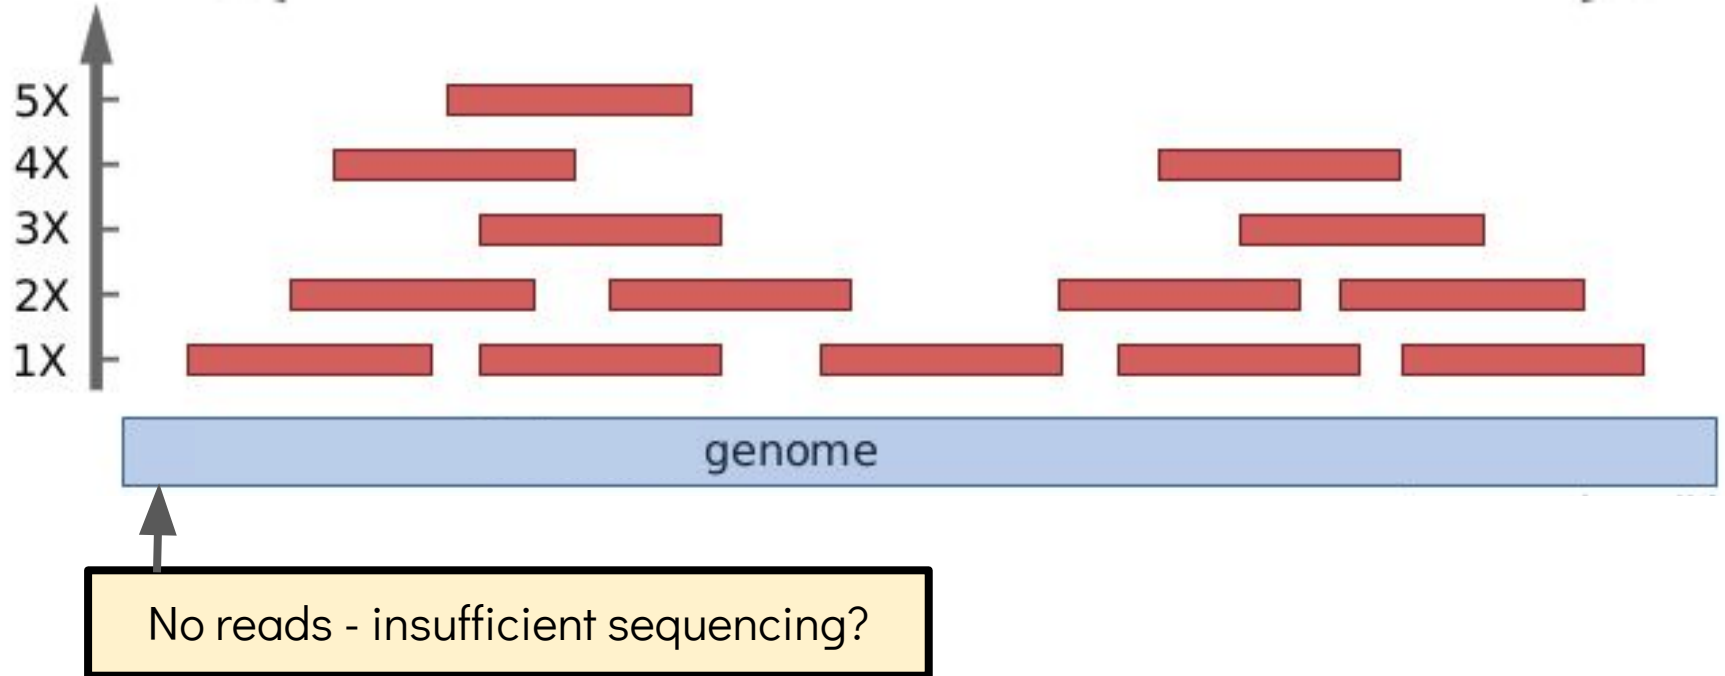 5X
4X
3X
2X
1X
genome
No reads - insufficient sequencing?